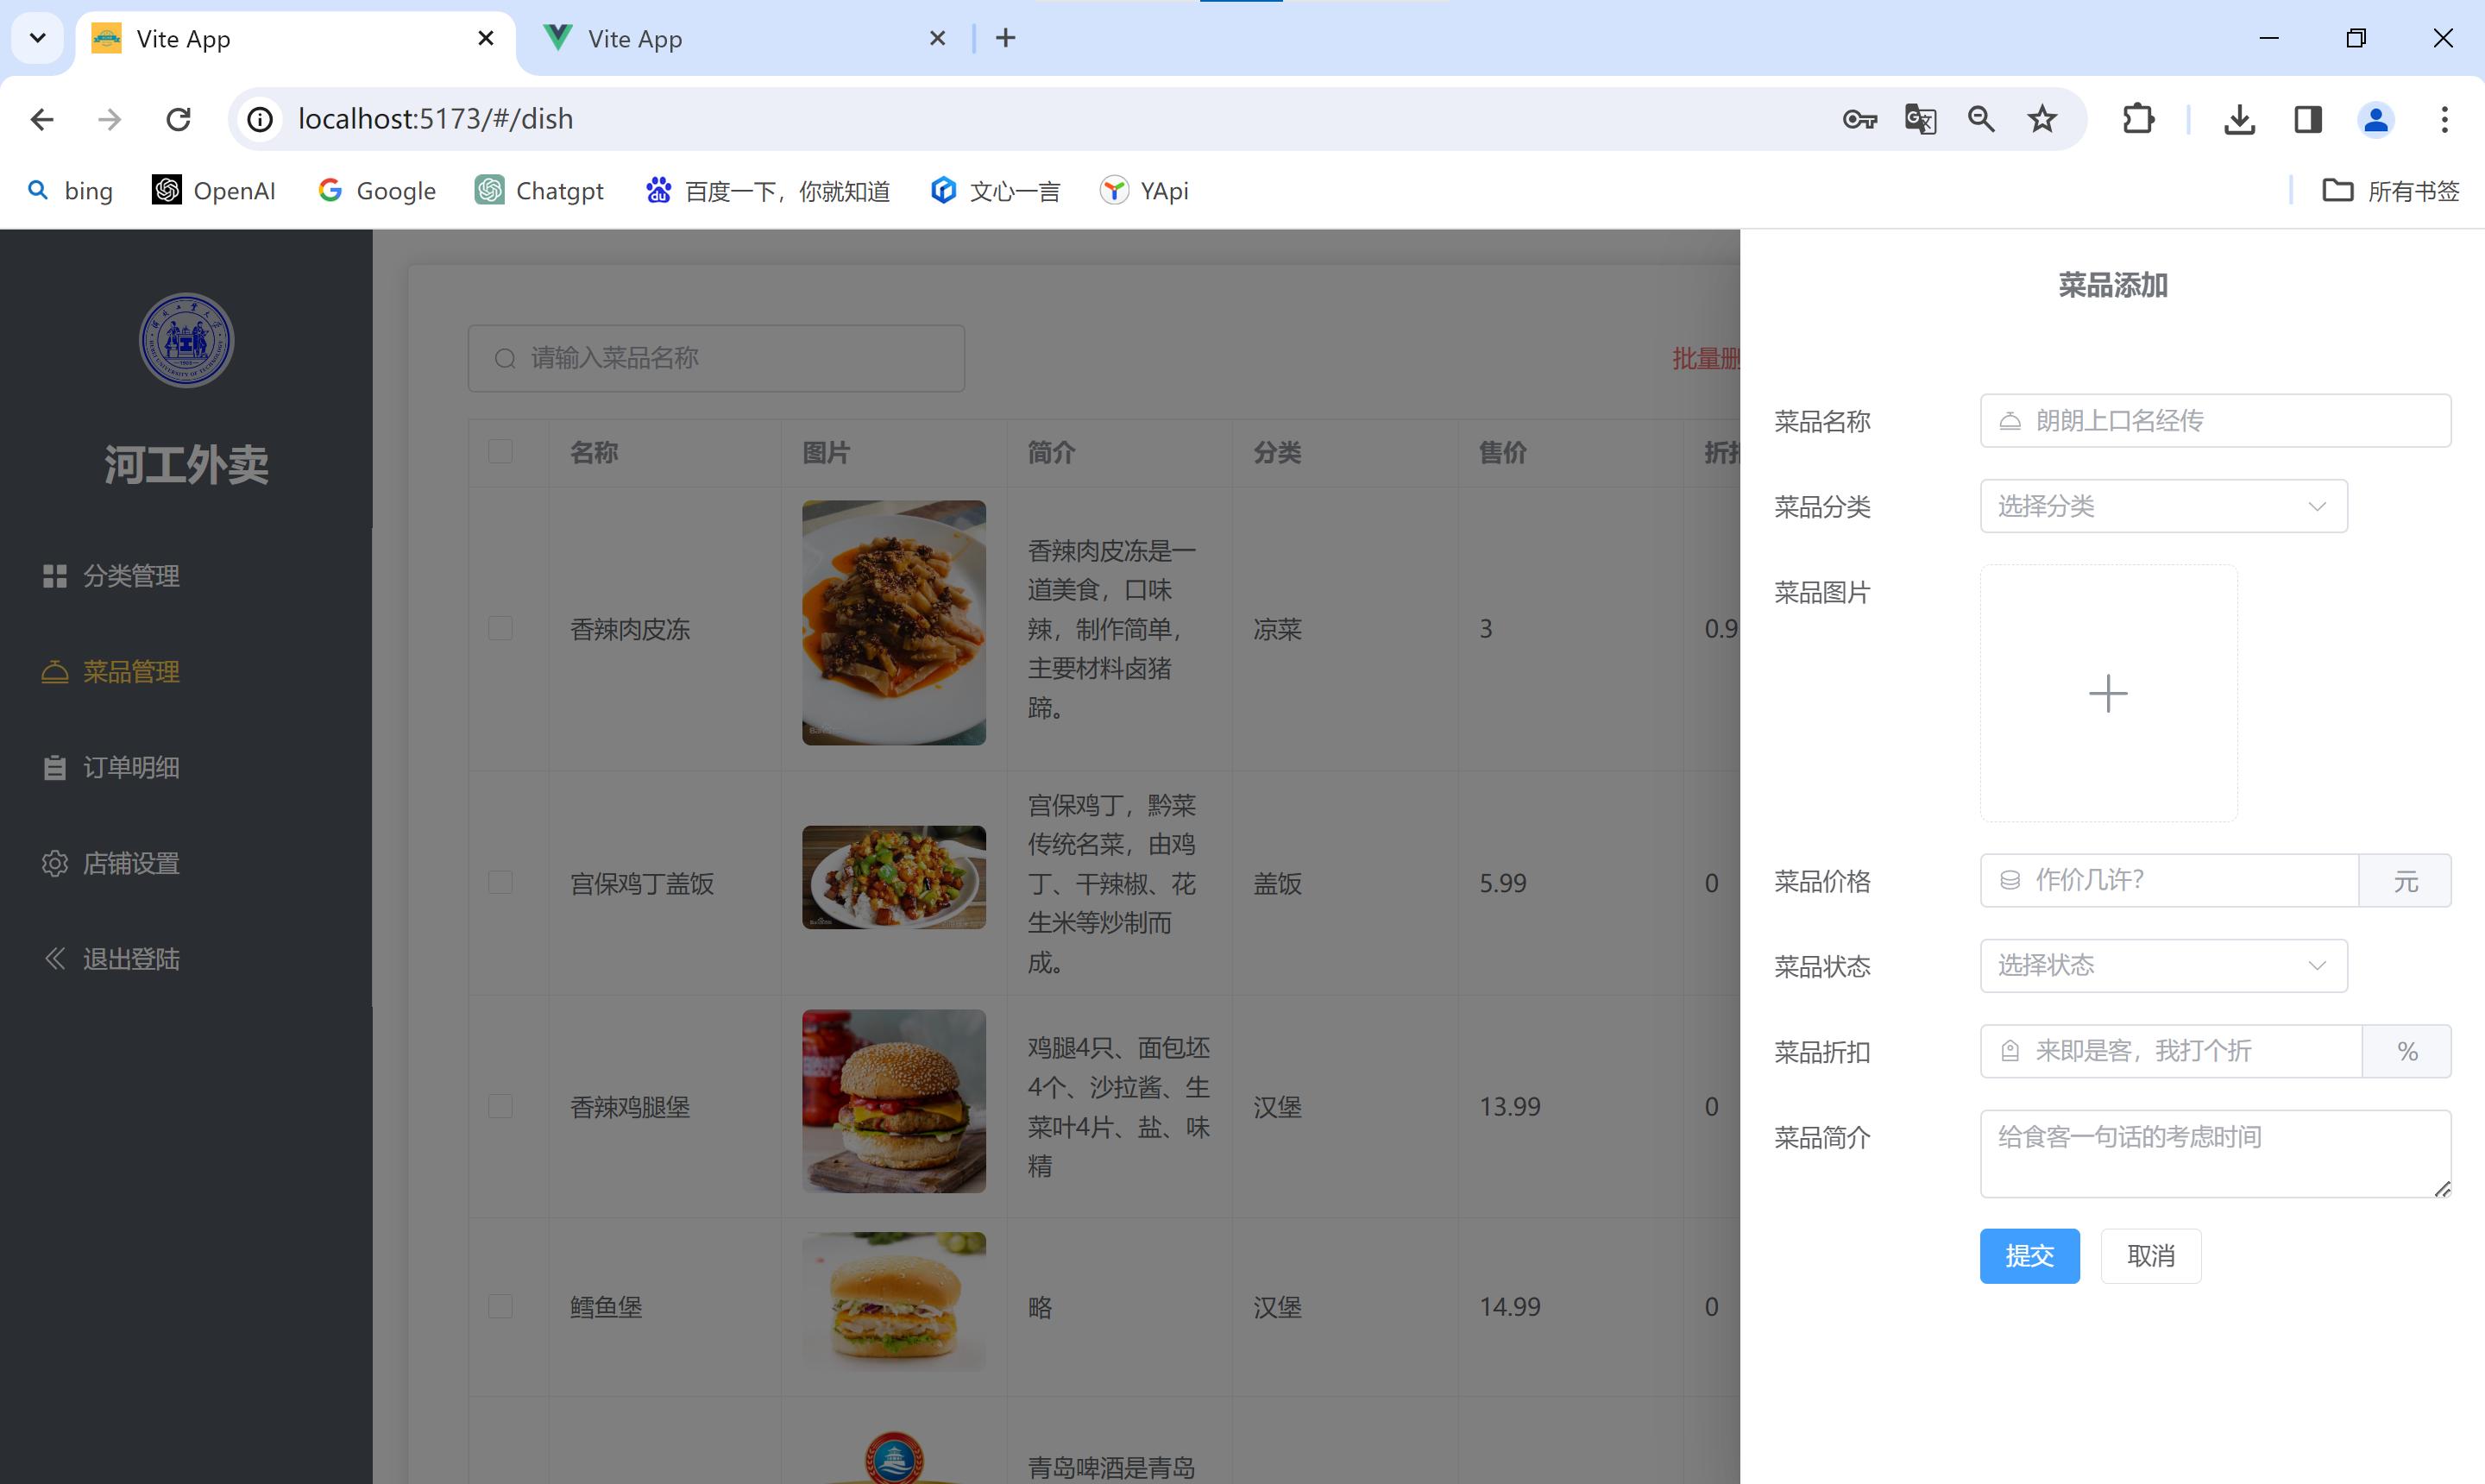 Vite App
Vite App
localhost:5173/#/dish
bing
OpenAI
Google
Chatgpt
百度一下，你就知道
文心一言
YApi
所有书签
河工外卖
分类管理
菜品管理
订单明细
店铺设置
退出登陆
请输入菜品名称
批量删
名称
图片
简介
分类
售价
折扣
香辣肉皮冻
香辣肉皮冻是一
道美食，口味
辣，制作简单，
主要材料卤猪
蹄。
凉菜
3
0.9
宫保鸡丁盖饭
宫保鸡丁，黔菜
传统名菜，由鸡
丁、干辣椒、花
生米等炒制而
成。
盖饭
5.99
0
香辣鸡腿堡
鸡腿4只、面包坯
4个、沙拉酱、生
菜叶4片、盐、味
精
汉堡
13.99
0
鳕鱼堡
略
汉堡
14.99
0
青岛啤酒是青岛
菜品添加
菜品名称
朗朗上口名经传
菜品分类
选择分类
菜品图片
菜品价格
作价几许？
元
菜品状态
选择状态
菜品折扣
来即是客，我打个折
%
菜品简介
给食客一句话的考虑时间
提交
取消